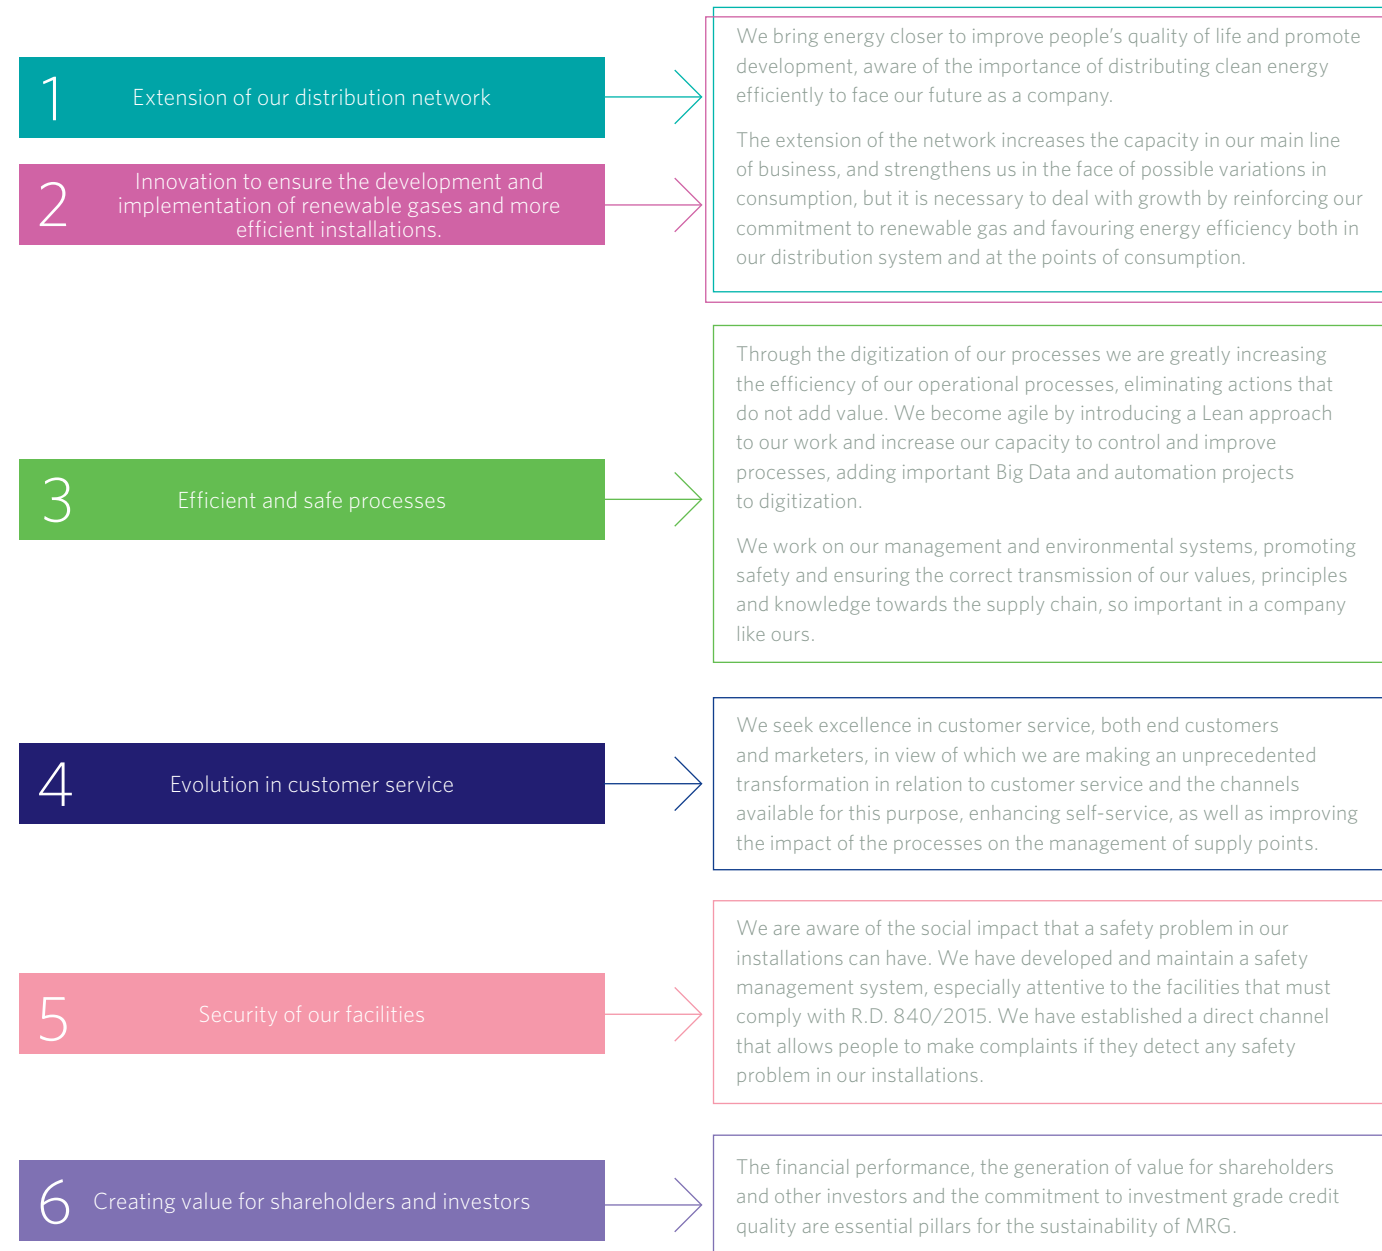 1
Extension of our distribution network
2
Innovation to ensure the development and
implementation of renewable gases and more
efficient installations.
We bring energy closer to improve people’s quality of life and promote
development, aware of the importance of distributing clean energy
efficiently to face our future as a company.
The extension of the network increases the capacity in our main line
of business, and strengthens us in the face of possible variations in
consumption, but it is necessary to deal with growth by reinforcing our
commitment to renewable gas and favouring energy efficiency both in
our distribution system and at the points of consumption.
3
Efficient and safe processes
Through the digitization of our processes we are greatly increasing
the efficiency of our operational processes, eliminating actions that
do not add value. We become agile by introducing a Lean approach
to our work and increase our capacity to control and improve
processes, adding important Big Data and automation projects
to digitization.
We work on our management and environmental systems, promoting
safety and ensuring the correct transmission of our values, principles
and knowledge towards the supply chain, so important in a company
like ours.
4
Evolution in customer service
We seek excellence in customer service, both end customers
and marketers, in view of which we are making an unprecedented
transformation in relation to customer service and the channels
available for this purpose, enhancing self-service, as well as improving
the impact of the processes on the management of supply points.
5
Security of our facilities
We are aware of the social impact that a safety problem in our
installations can have. We have developed and maintain a safety
management system, especially attentive to the facilities that must
comply with R.D. 840/2015. We have established a direct channel
that allows people to make complaints if they detect any safety
problem in our installations.
6
Creating value for shareholders and investors
The financial performance, the generation of value for shareholders
and other investors and the commitment to investment grade credit
quality are essential pillars for the sustainability of MRG.